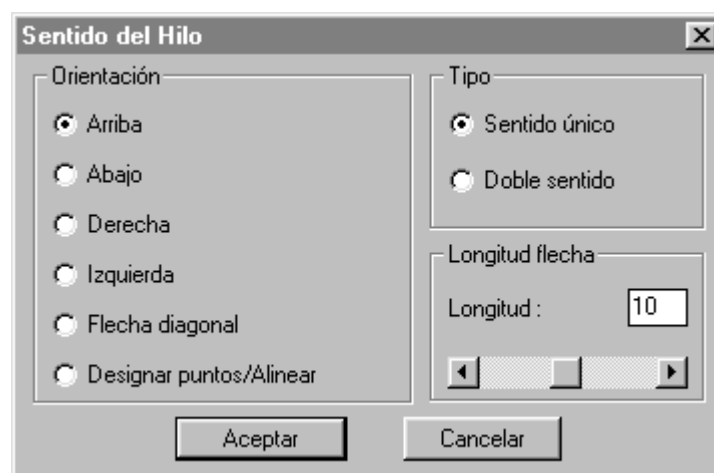 Sentido del Hilo
Orientación
Arriba
Abajo
Derecha
Izquierda
Flecha diagonal
Designar puntos/Alinear
Tipo
Sentido único
Doble sentido
Longitud flecha
Longitud : 10
Aceptar
Cancelar